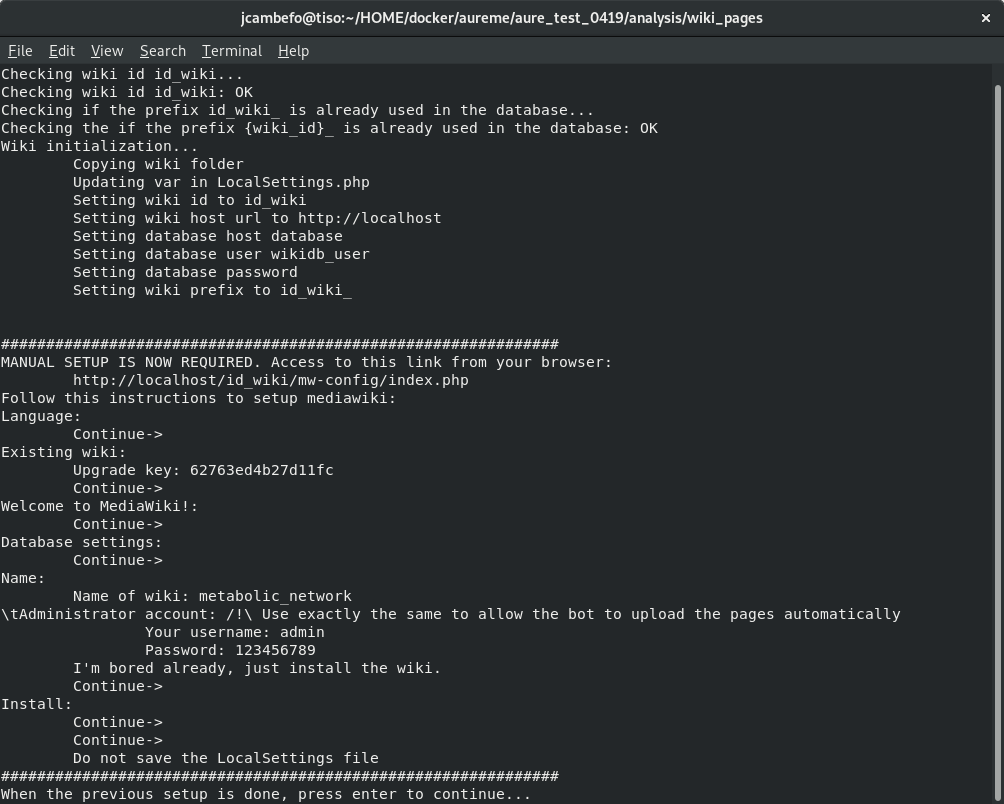 jcambefo@tiso:~/HOME/docker/aureme/aure_test_0419/analysis/wiki_pages ×
File Edit View Search Terminal Help
Checking wiki id id_wiki...
Checking wiki id id_wiki: OK
Checking if the prefix id_wiki_ is already used in the database...
Checking the if the prefix {wiki_id}_ is already used in the database: OK
Wiki initialization...
        Copying wiki folder
        Updating var in LocalSettings.php
        Setting wiki id to id_wiki
        Setting wiki host url to http://localhost
        Setting database host database
        Setting database user wikidb_user
        Setting database password
        Setting wiki prefix to id_wiki_
##############################################################
MANUAL SETUP IS NOW REQUIRED. Access to this link from your browser:
        http://localhost/id_wiki/mw-config/index.php
Follow this instructions to setup mediawiki:
Language:
        Continue->
Existing wiki:
        Upgrade key: 62763ed4b27d11fc
        Continue->
Welcome to MediaWiki!:
        Continue->
Database settings:
        Continue->
Name:
        Name of wiki: metabolic_network
\tAdministrator account: /!\ Use exactly the same to allow the bot to upload the pages automatically
                Your username: admin
                Password: 123456789
        I'm bored already, just install the wiki.
        Continue->
Install:
        Continue->
        Continue->
        Do not save the LocalSettings file
##############################################################
When the previous setup is done, press enter to continue...